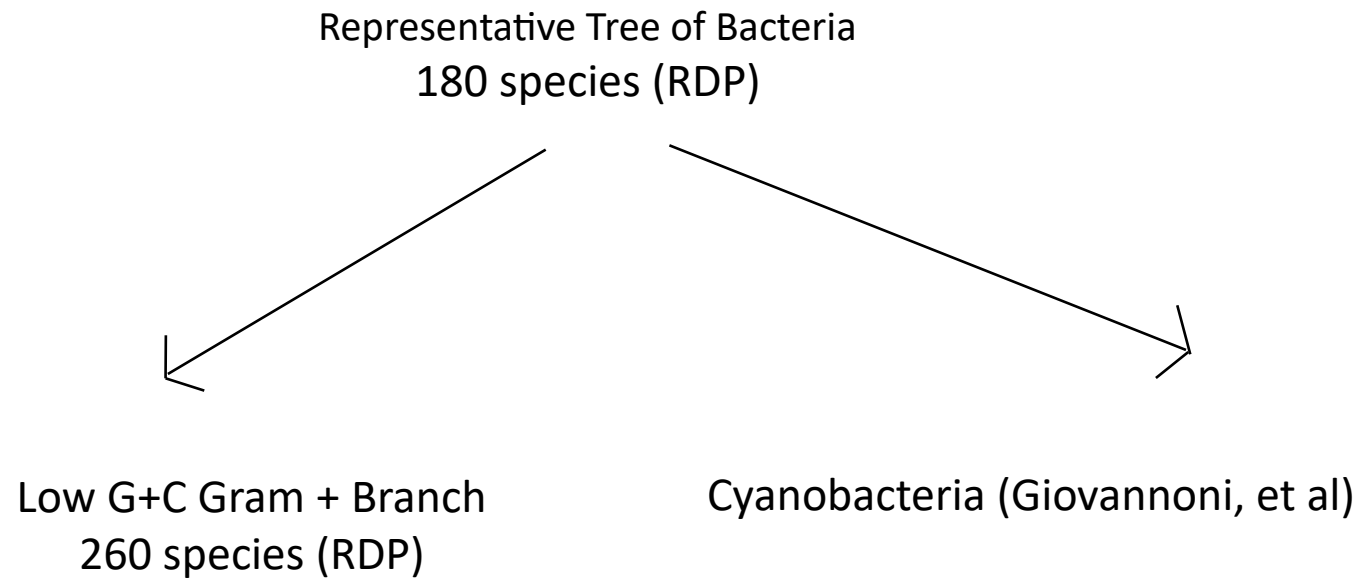 Representative Tree of Bacteria
180 species (RDP)
Low G+C Gram + Branch
260 species (RDP)
Cyanobacteria (Giovannoni, et al)